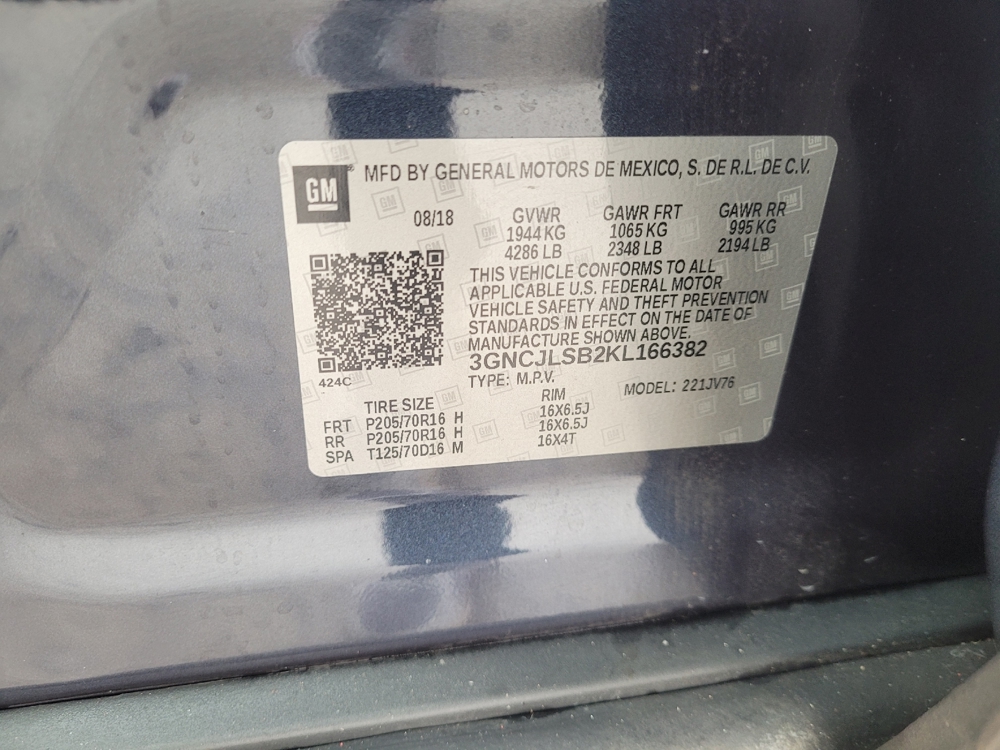 GM
MFD BY GENERAL MOTORS DE MEXICO, S. DE R.L. DE C.V.
08/18 GVWR GAWR FRT GAWR RR
1944 KG 1065 KG 995 KG
4286 LB 2348 LB 2194 LB
THIS VEHICLE CONFORMS TO ALL
APPLICABLE U.S. FEDERAL MOTOR
VEHICLE SAFETY AND THEFT PREVENTION
STANDARDS IN EFFECT ON THE DATE OF
MANUFACTURE SHOWN ABOVE.
3GNCJLSB2KL166382
424C
TYPE: M.P.V. MODEL: 221JV76
TIRE SIZE RIM
FRT P205/70R16 H 16X6.5J
RR P205/70R16 H 16X6.5J
SPA T125/70D16 M 16X4T